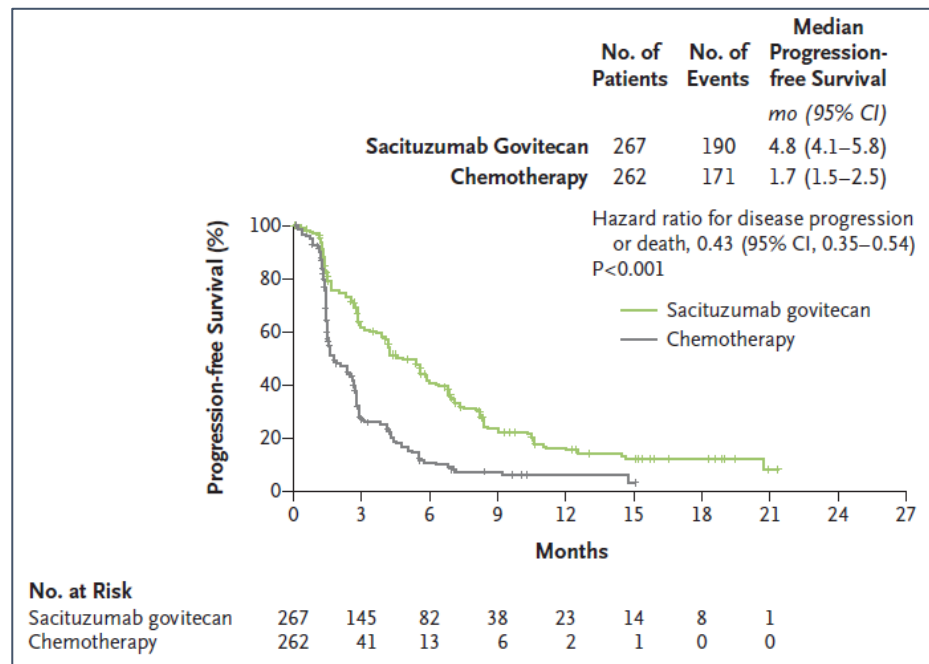 Median
No. of No. of Progression-
Patients Events free Survival
mo (95% CI)
Sacituzumab Govitecan 267 190 4.8 (4.1–5.8)
Chemotherapy 262 171 1.7 (1.5–2.5)
Hazard ratio for disease progression
or death, 0.43 (95% CI, 0.35–0.54)
P<0.001
Sacituzumab govitecan
Chemotherapy
Progression-free Survival (%)
100
80
60
40
20
0
0 3 6 9 12 15 18 21 24 27
Months
No. at Risk
Sacituzumab govitecan 267 145 82 38 23 14 8 1
Chemotherapy 262 41 13 6 2 1 0 0